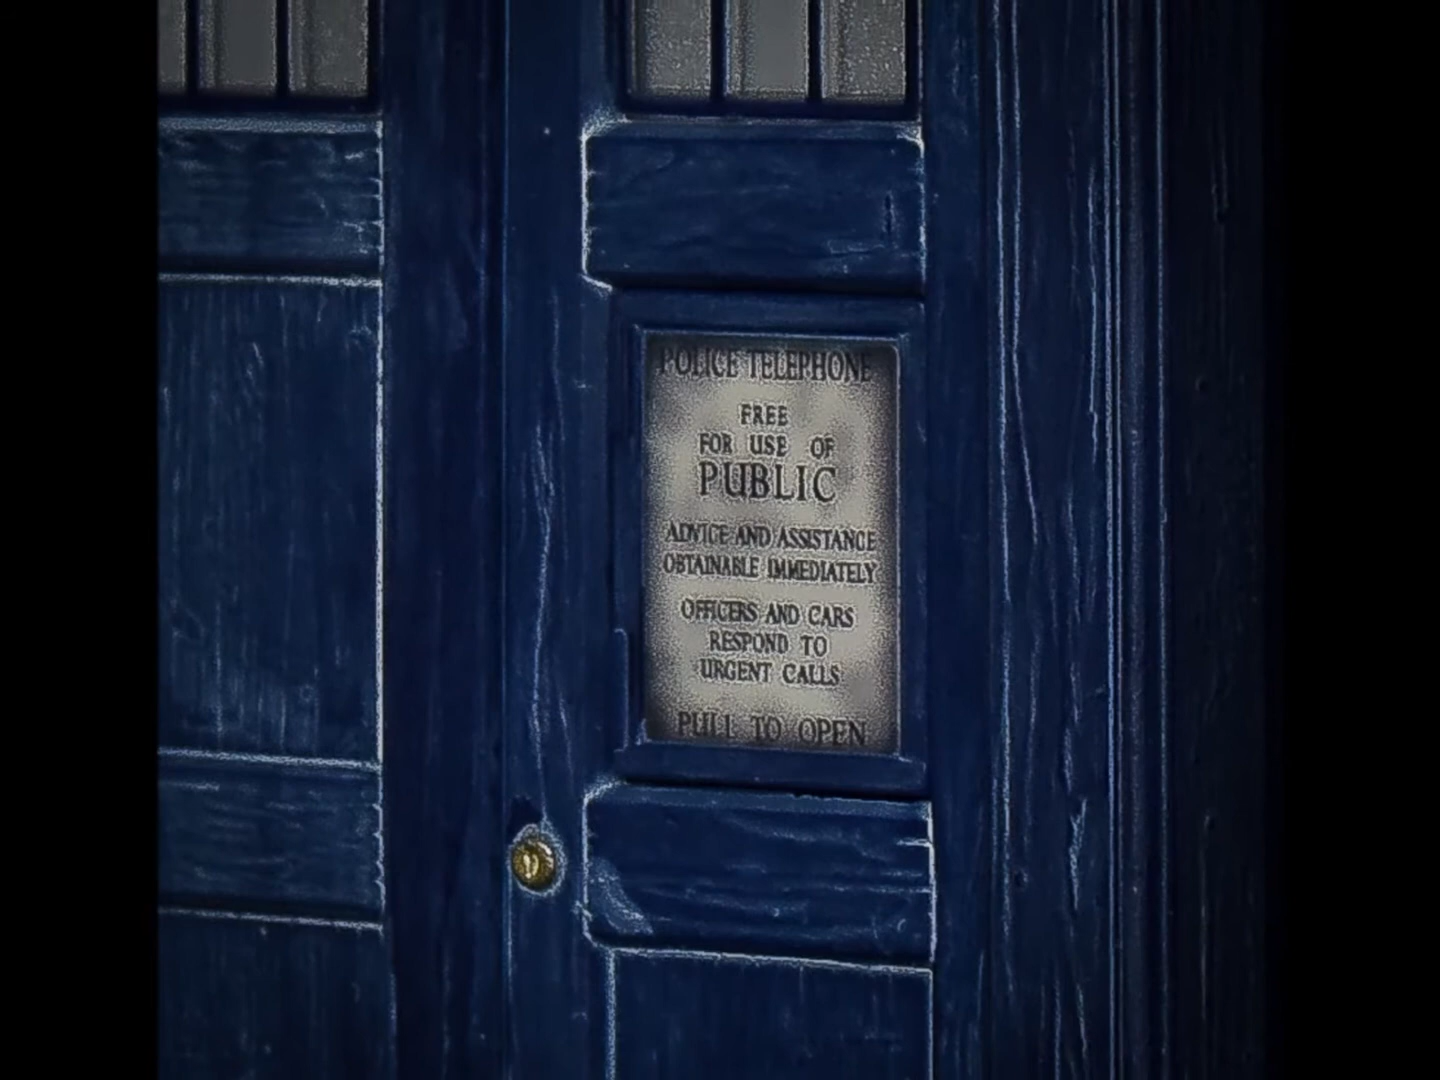 POLICE TELEPHONE
FREE
FOR USE OF
PUBLIC
ADVICE AND ASSISTANCE
OBTAINABLE IMMEDIATELY
OFFICERS AND CARS
RESPOND TO
URGENT CALLS
PULL TO OPEN